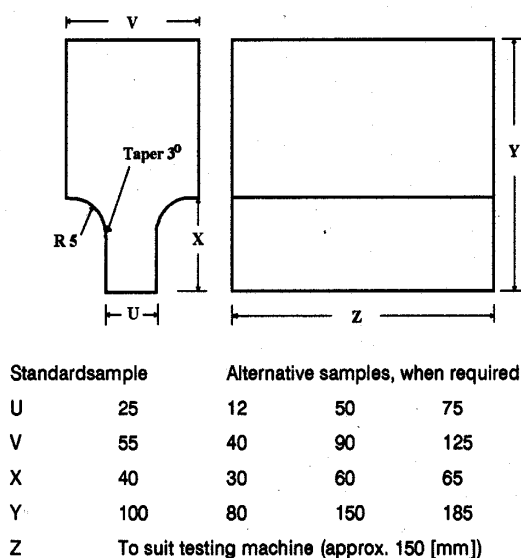 V
Taper 3⁰
Y
R 5
X
U
Z
Standardsample Alternative samples, when required
U 25 12 50 75
V 55 40 90 125
X 40 30 60 65
Y 100 80 150 185
Z To suit testing machine (approx. 150 [mm])